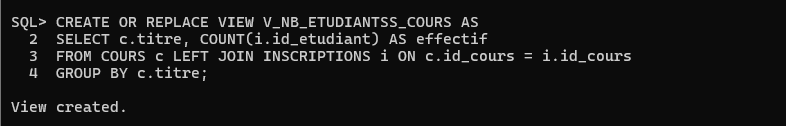 SQL> CREATE OR REPLACE VIEW V_NB_ETUDIANTSS_COURS AS
  2  SELECT c.titre, COUNT(i.id_etudiant) AS effectif
  3  FROM COURS c LEFT JOIN INSCRIPTIONS i ON c.id_cours = i.id_cours
  4  GROUP BY c.titre;
View created.